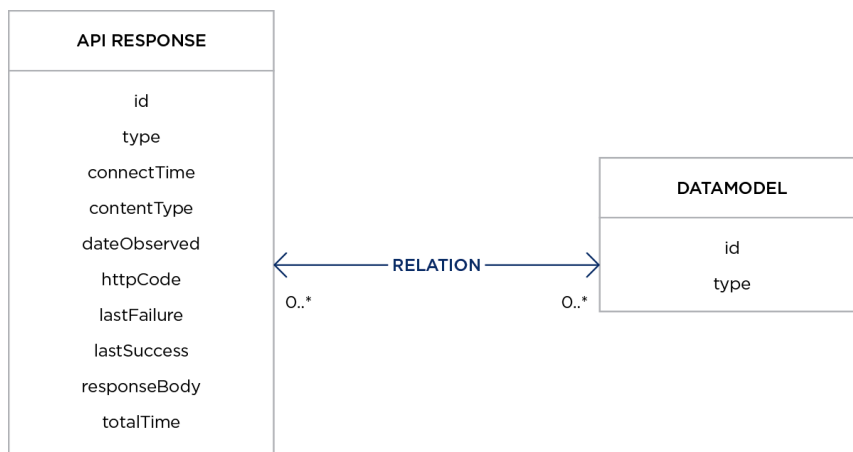 API RESPONSE
id
type
connectTime
contentType
dateObserved
httpCode
lastFailure
lastSuccess
responseBody
totalTime
RELATION
0..*
0..*
DATAMODEL
id
type